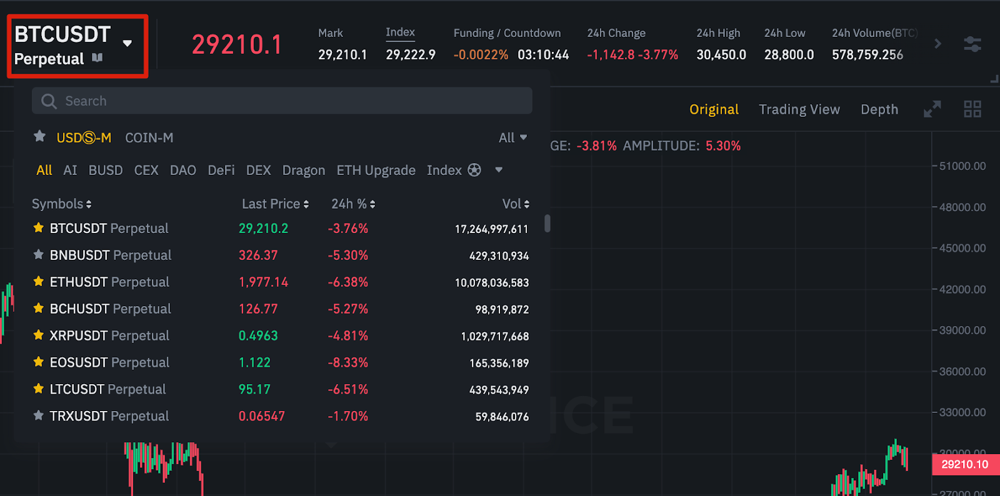 BTCUSDT
Perpetual
29210.1
Mark Index Funding / Countdown 24h Change 24h High 24h Low 24h Volume(BTC)
29,210.1 29,222.9 -0.0022% 03:10:44 -1,142.8 -3.77% 30,450.0 28,800.0 578,759.256
Search
Original Trading View Depth
USDⓈ-M COIN-M All
GE: -3.81% AMPLITUDE: 5.30%
All AI BUSD CEX DAO DeFi DEX Dragon ETH Upgrade Index
Symbols Last Price 24h % Vol
BTCUSDT Perpetual 29,210.2 -3.76% 17,264,997,611
BNBUSDT Perpetual 326.37 -5.30% 429,310,934
ETHUSDT Perpetual 1,977.14 -6.38% 10,078,036,583
BCHUSDT Perpetual 126.77 -5.27% 98,919,872
XRPUSDT Perpetual 0.4963 -4.81% 1,029,717,668
EOSUSDT Perpetual 1.122 -8.33% 165,356,189
LTCUSDT Perpetual 95.17 -6.51% 439,543,949
TRXUSDT Perpetual 0.06547 -1.70% 59,846,076
51000.00
48000.00
45000.00
42000.00
39000.00
36000.00
33000.00
30000.00
29210.10
27000.00
NCE